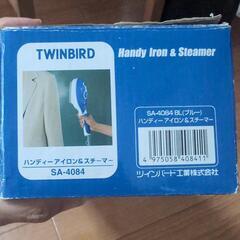 TWINBIRD
Handy Iron & Steamer
ハンディーアイロン&スチーマー
SA-4084
SA-4084 BL(ブルー)
ハンディーアイロン&スチーマー
4 975058 408411
ツインバード工業株式会社